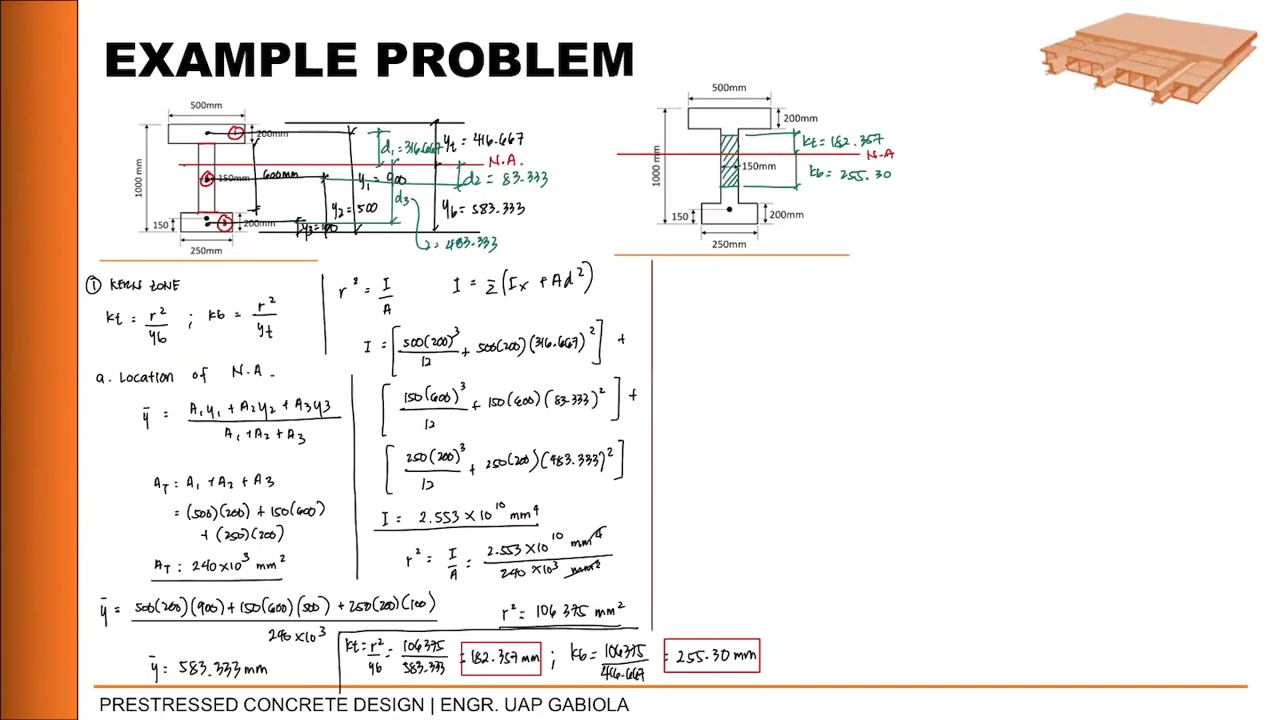 EXAMPLE PROBLEM
500mm
200mm
1000 mm
150mm
600mm
150
200mm
250mm
d1 = 316.667
yt = 416.667
N.A.
d2 = 83.333
y1 = 900
d3
y2 = 500
yb = 583.333
y3 = 100
= 483.333
500mm
200mm
1000 mm
150mm
150
200mm
250mm
kt = 182.357
N.A
kb = 255.30
① KERN ZONE
kt = r²/yb ; kb = r²/yt
a. Location of N.A.
ȳ = A1y1 + A2y2 + A3y3 / A1 + A2 + A3
AT = A1 + A2 + A3
= (500)(200) + 150(600)
+ (250)(200)
AT = 240 x 10³ mm²
ȳ = 500(200)(900) + 150(600)(500) + 250(200)(100) / 240 x 10³
ȳ = 583.333 mm
r² = I/A
I = Σ(Ix + Ad²)
I = [500(200)³/12 + 500(200)(316.667)²] +
[150(600)³/12 + 150(600)(83.333)²] +
[250(200)³/12 + 250(200)(483.333)²]
I = 2.553 x 10¹⁰ mm⁴
r² = I/A = 2.553 x 10¹⁰ mm⁴ / 240 x 10³ mm²
r² = 106 375 mm²
kt = r²/yb = 106375/583.333 = 182.357 mm ; kb = 106375/416.667 = 255.30 mm
PRESTRESSED CONCRETE DESIGN | ENGR. UAP GABIOLA